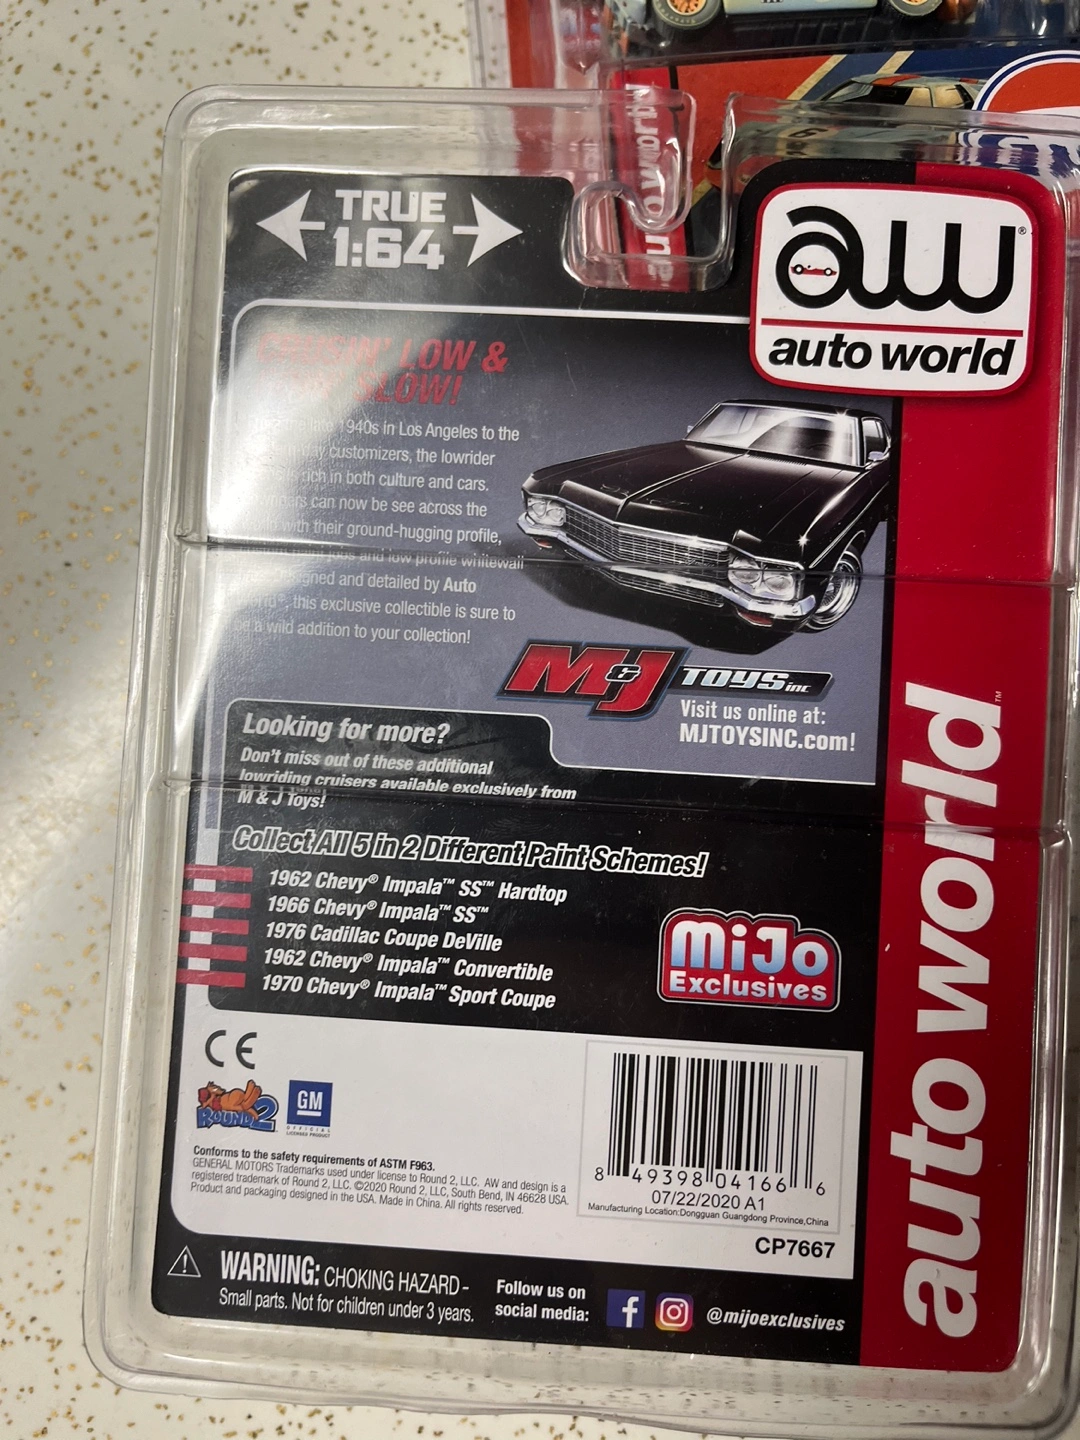 TRUE
1:64
aw®
auto world
LOW &
SLOW!
late 1940s in Los Angeles to the
customizers, the lowrider
rich in both culture and cars.
can now be see across the
with their ground-hugging profile,
and low profile whitewall
and detailed by Auto
this exclusive collectible is sure to
a wild addition to your collection!
M&J TOYS inc
Visit us online at:
MJTOYSINC.com!
Looking for more?
Don't miss out of these additional
lowriding cruisers available exclusively from
M & J Toys!
Collect All 5 in 2 Different Paint Schemes!
1962 Chevy® Impala™ SS™ Hardtop
1966 Chevy® Impala™ SS™
1976 Cadillac Coupe DeVille
1962 Chevy® Impala™ Convertible
1970 Chevy® Impala™ Sport Coupe
MiJo
Exclusives
auto world™
CE
ROUND 2
GM
OFFICIAL
LICENSED PRODUCT
Conforms to the safety requirements of ASTM F963.
GENERAL MOTORS Trademarks used under license to Round 2, LLC. AW and design is a
registered trademark of Round 2, LLC. ©2020 Round 2, LLC, South Bend, IN 46628 USA.
Product and packaging designed in the USA. Made in China. All rights reserved.
8 49398 04166 6
07/22/2020 A1
Manufacturing Location:Dongguan Guangdong Province,China
CP7667
WARNING: CHOKING HAZARD -
Small parts. Not for children under 3 years.
Follow us on
social media:
@mijoexclusives